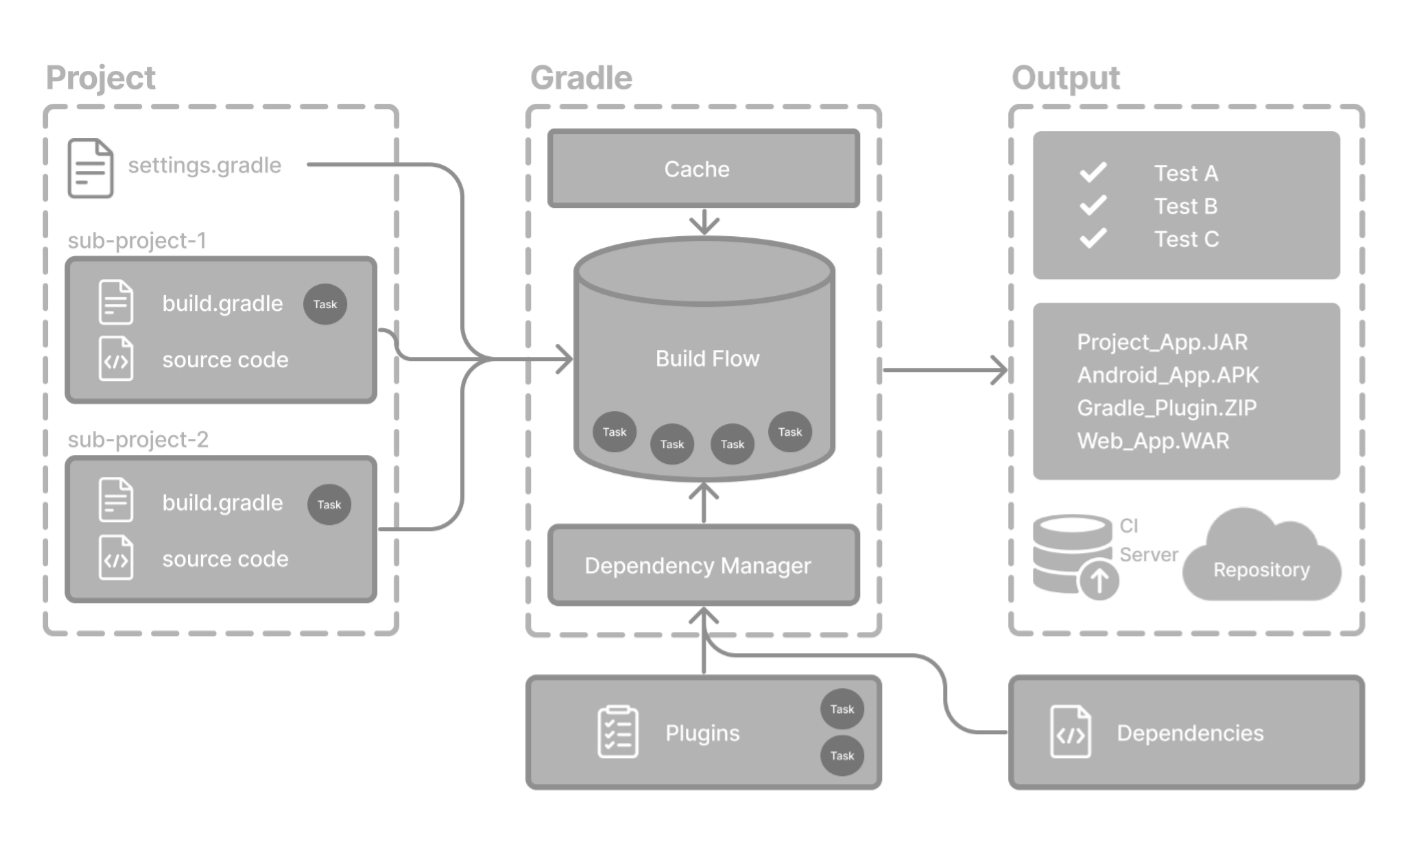 Project
settings.gradle
sub-project-1
build.gradle
Task
source code
sub-project-2
build.gradle
Task
source code
Gradle
Cache
Build Flow
Task
Task
Task
Task
Dependency Manager
Plugins
Task
Task
Output
Test A
Test B
Test C
Project_App.JAR
Android_App.APK
Gradle_Plugin.ZIP
Web_App.WAR
CI
Server
Repository
Dependencies